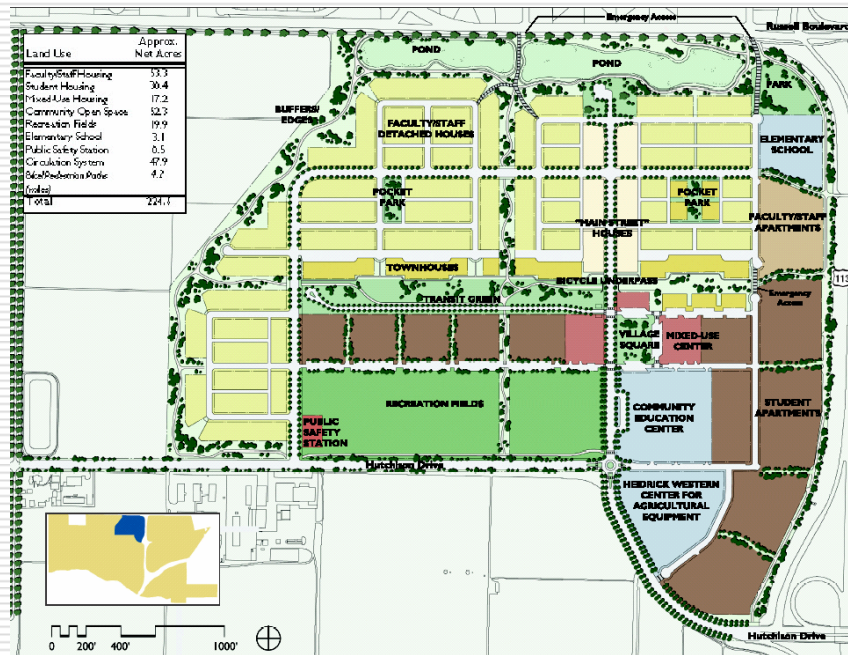 Emergency Access
Russell Boulevard
Land Use
Approx.
Net Acres
Faculty/Staff Housing 53.3
Student Housing 30.4
Mixed-Use Housing 17.2
Community Open Space 52.3
Recreation Fields 19.9
Elementary School 3.1
Public Safety Station 0.5
Circulation System 47.9
Bike/Pedestrian Paths 4.2
(miles)
Total
POND
POND
PARK
BUFFERS/
EDGES
FACULTY/STAFF
DETACHED HOUSES
ELEMENTARY
SCHOOL
POCKET
PARK
POCKET
PARK
"MAIN STREET"
HOUSES
FACULTY/STAFF
APARTMENTS
TOWNHOUSES
BICYCLE UNDERPASS
113
TRANSIT GREEN
Emergency
Access
VILLAGE
SQUARE
MIXED-USE
CENTER
RECREATION FIELDS
COMMUNITY
EDUCATION
CENTER
STUDENT
APARTMENTS
PUBLIC
SAFETY
STATION
Hutchison Drive
HEIDRICK WESTERN
CENTER FOR
AGRICULTURAL
EQUIPMENT
0 200' 400' 1000'
Hutchison Drive